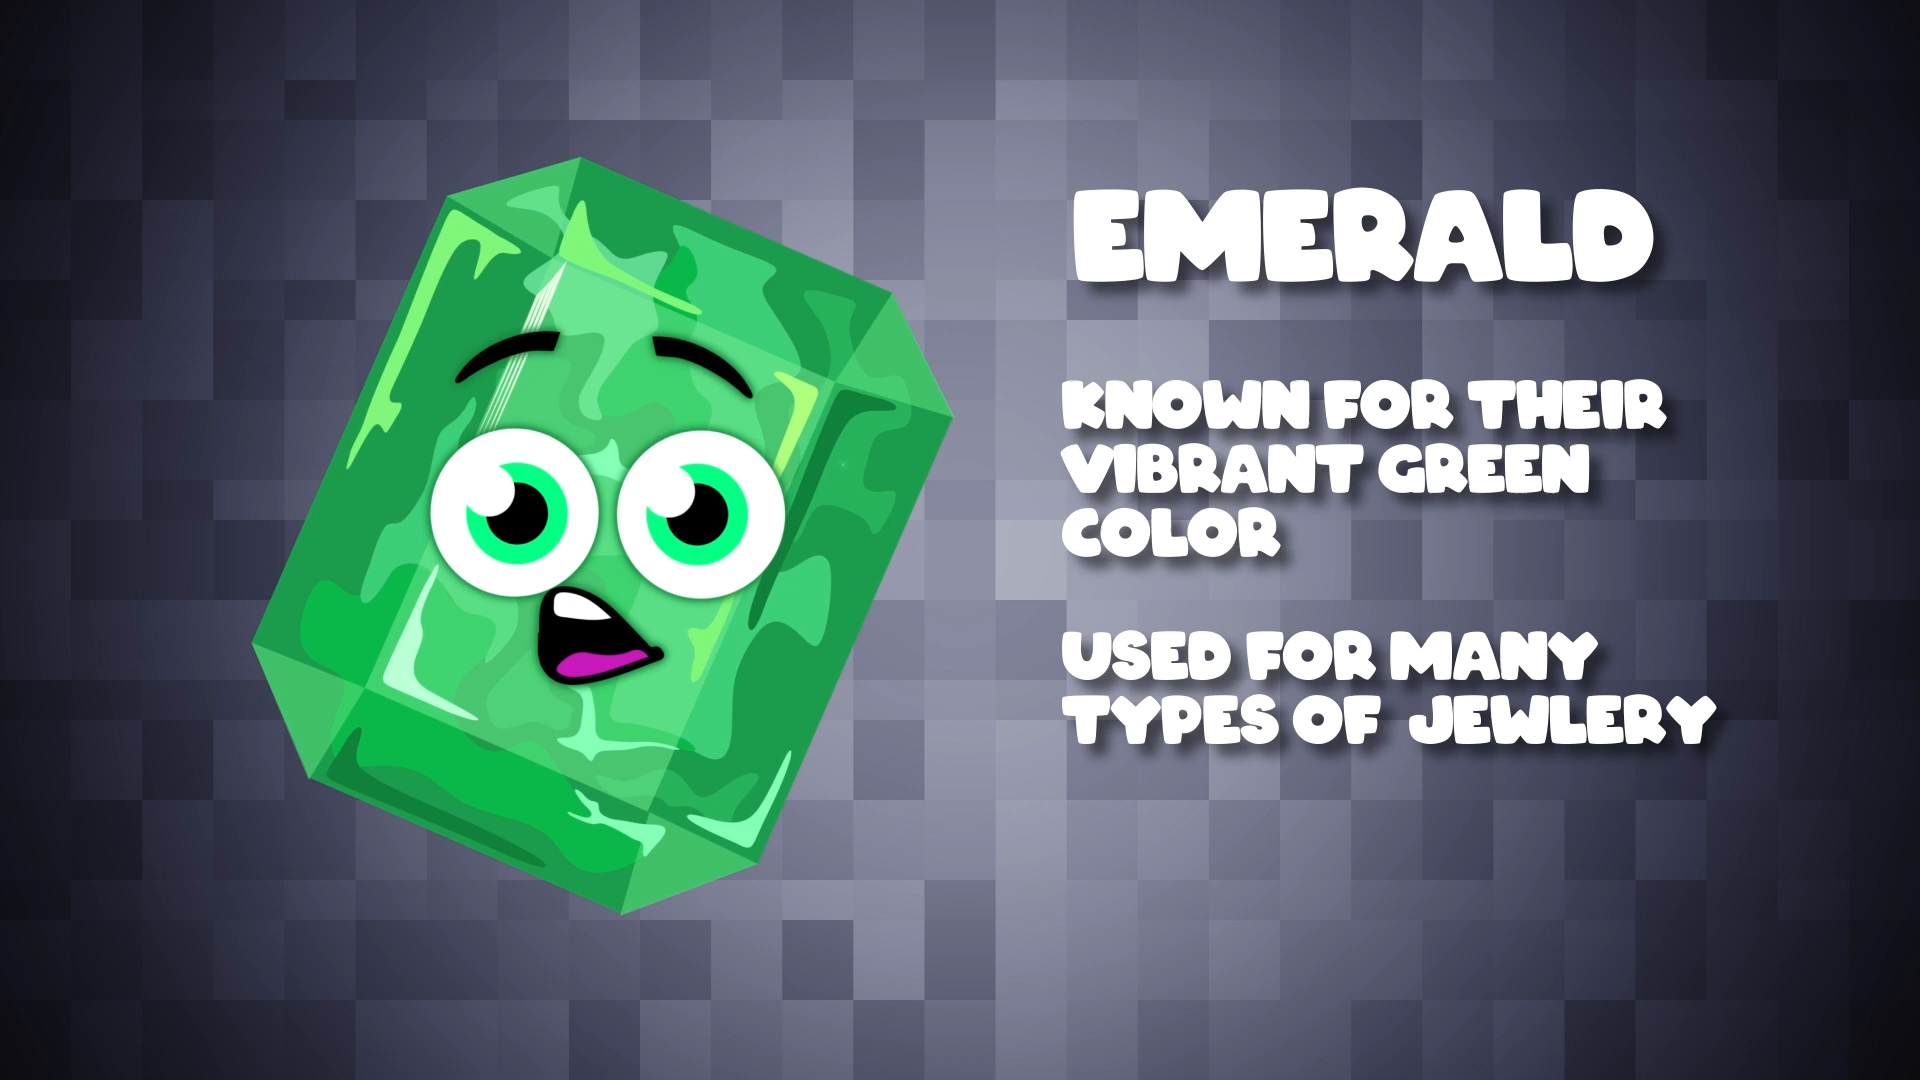 EMERALD
KNOWN FOR THEIR
VIBRANT GREEN
COLOR
USED FOR MANY
TYPES OF JEWLERY